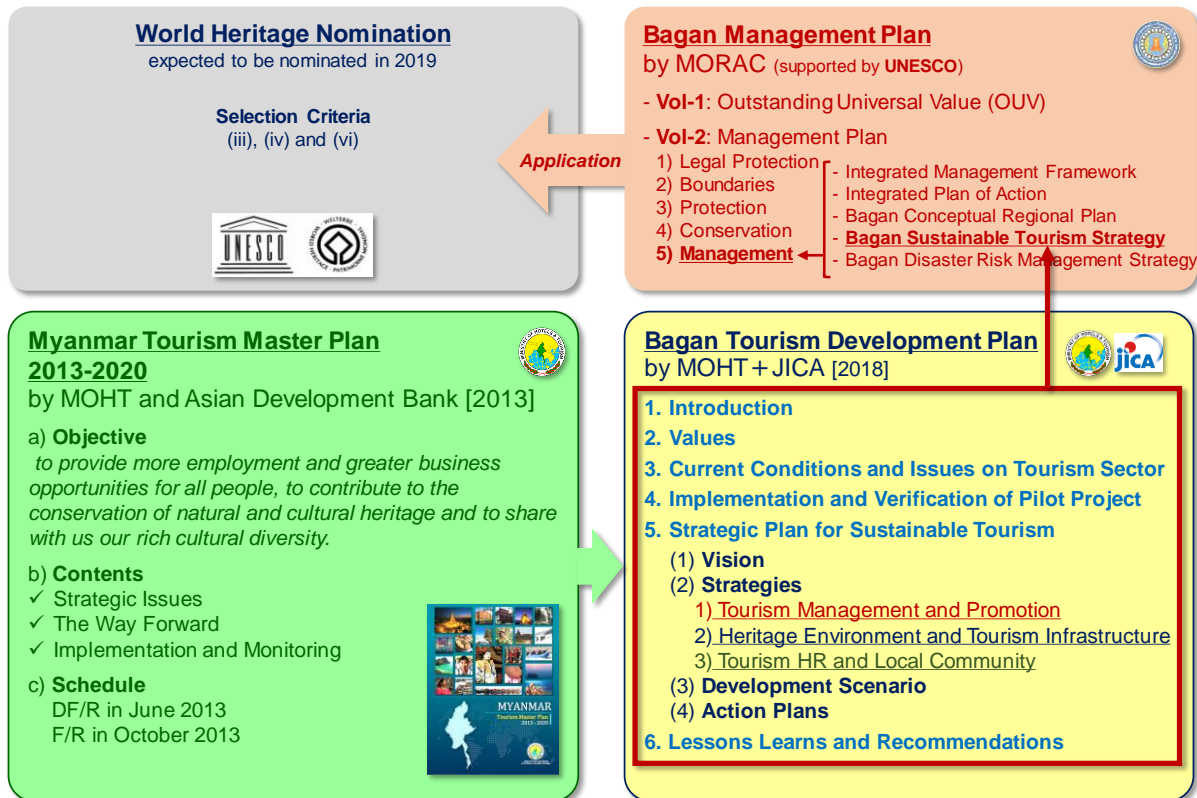 World Heritage Nomination
expected to be nominated in 2019
Selection Criteria
(iii), (iv) and (vi)
UNESCO
WORLD HERITAGE · PATRIMOINE MONDIAL
Application
Bagan Management Plan
by MORAC (supported by UNESCO)
- Vol-1: Outstanding Universal Value (OUV)
- Vol-2: Management Plan
1) Legal Protection
2) Boundaries
3) Protection
4) Conservation
5) Management
- Integrated Management Framework
- Integrated Plan of Action
- Bagan Conceptual Regional Plan
- Bagan Sustainable Tourism Strategy
- Bagan Disaster Risk Management Strategy
Myanmar Tourism Master Plan
2013-2020
by MOHT and Asian Development Bank [2013]
a) Objective
to provide more employment and greater business
opportunities for all people, to contribute to the
conservation of natural and cultural heritage and to share
with us our rich cultural diversity.
b) Contents
✓ Strategic Issues
✓ The Way Forward
✓ Implementation and Monitoring
c) Schedule
DF/R in June 2013
F/R in October 2013
MYANMAR
Tourism Master Plan
2013 - 2020
Bagan Tourism Development Plan
by MOHT+JICA [2018]
jICA
1. Introduction
2. Values
3. Current Conditions and Issues on Tourism Sector
4. Implementation and Verification of Pilot Project
5. Strategic Plan for Sustainable Tourism
(1) Vision
(2) Strategies
1) Tourism Management and Promotion
2) Heritage Environment and Tourism Infrastructure
3) Tourism HR and Local Community
(3) Development Scenario
(4) Action Plans
6. Lessons Learns and Recommendations